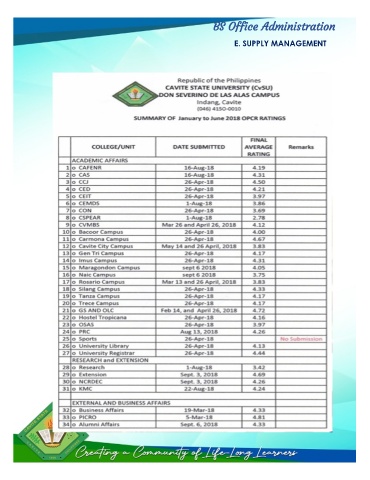 BS Office Administration
E. SUPPLY MANAGEMENT
Republic of the Philippines
CAVITE STATE UNIVERSITY (CvSU)
DON SEVERINO DE LAS ALAS CAMPUS
Indang, Cavite
(046) 4150-0010
SUMMARY OF January to June 2018 OPCR RATINGS
COLLEGE/UNIT DATE SUBMITTED FINAL AVERAGE RATING Remarks
ACADEMIC AFFAIRS
1 o CAFENR 16-Aug-18 4.19
2 o CAS 16-Aug-18 4.31
3 o CCJ 26-Apr-18 4.50
4 o CED 26-Apr-18 4.21
5 o CEIT 26-Apr-18 3.97
6 o CEMDS 1-Aug-18 3.86
7 o CON 26-Apr-18 3.69
8 o CSPEAR 1-Aug-18 2.78
9 o CVMBS Mar 26 and April 26, 2018 4.12
10 o Bacoor Campus 26-Apr-18 4.00
11 o Carmona Campus 26-Apr-18 4.67
12 o Cavite City Campus May 14 and 26 April, 2018 3.83
13 o Gen Tri Campus 26-Apr-18 4.17
14 o Imus Campus 26-Apr-18 4.31
15 o Maragondon Campus sept 6 2018 4.05
16 o Naic Campus sept 6 2018 3.75
17 o Rosario Campus Mar 13 and 26 April, 2018 3.83
18 o Silang Campus 26-Apr-18 4.33
19 o Tanza Campus 26-Apr-18 4.17
20 o Trece Campus 26-Apr-18 4.17
21 o GS AND OLC Feb 14, and April 26, 2018 4.72
22 o Hostel Tropicana 26-Apr-18 4.16
23 o OSAS 26-Apr-18 3.97
24 o PRC Aug 13, 2018 4.26
25 o Sports 26-Apr-18 No Submission
26 o University Library 26-Apr-18 4.13
27 o University Registrar 26-Apr-18 4.44
RESEARCH and EXTENSION
28 o Research 1-Aug-18 3.42
29 o Extension Sept. 3, 2018 4.69
30 o NCRDEC Sept. 3, 2018 4.26
31 o KMC 22-Aug-18 4.24
EXTERNAL AND BUSINESS AFFAIRS
32 o Business Affairs 19-Mar-18 4.33
33 o PICRO 5-Mar-18 4.81
34 o Alumni Affairs Sept. 6, 2018 4.33
Creating a Community of Life-Long Learners